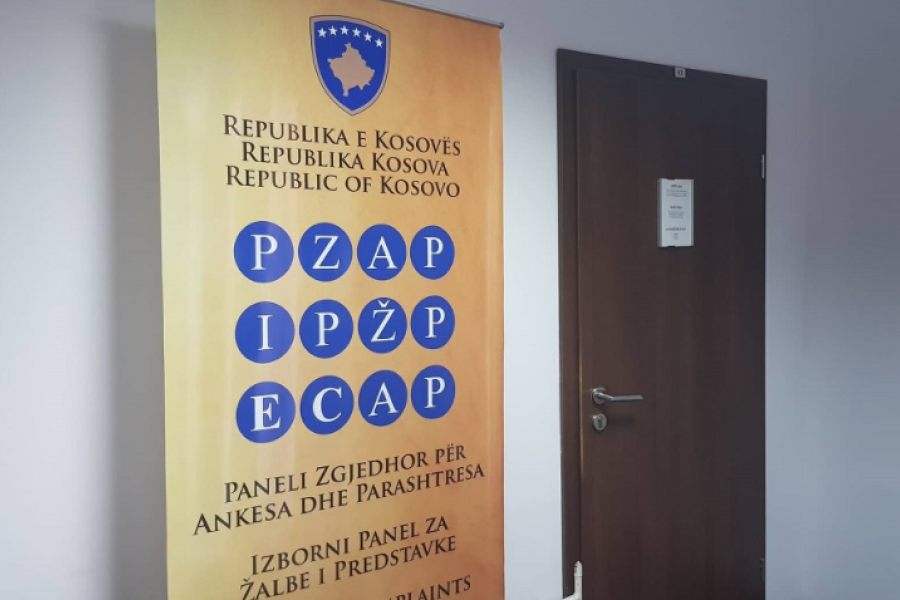 Republika e Kosovës
Republika Kosova
Republic of Kosovo
PZAP
IPŽP
ECAP
Paneli Zgjedhor për
Ankesa dhe Parashtresa
Izborni Panel za
Žalbe i Predstavke